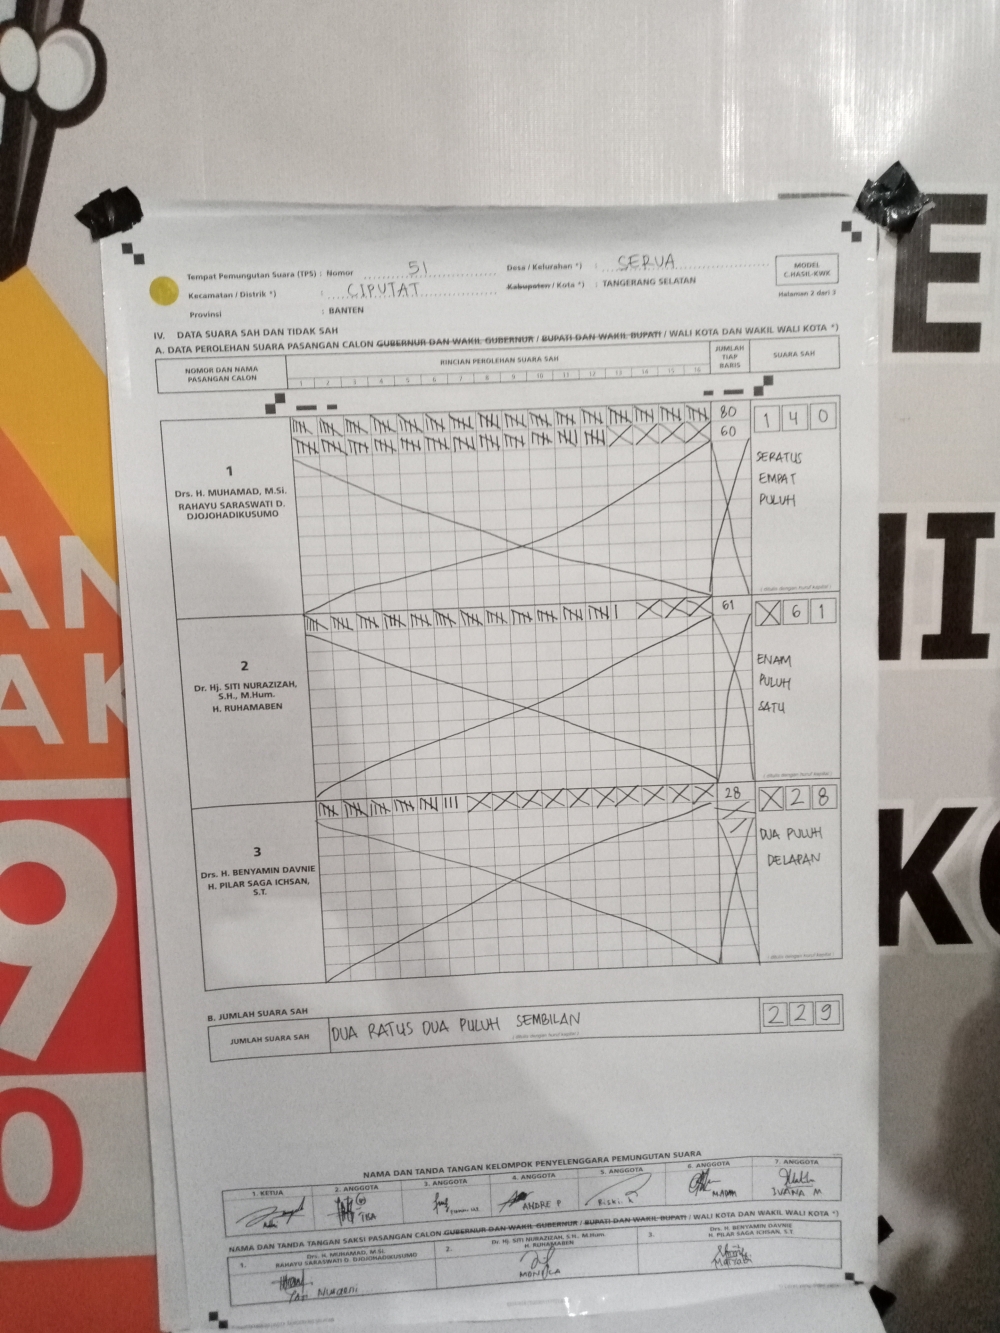 Tempat Pemungutan Suara (TPS) : Nomor 51
Desa / Kelurahan *) : SERUA
MODEL
C.HASIL-KWK
Kecamatan / Distrik *) : CIPUTAT
Kabupaten / Kota *) : TANGERANG SELATAN
Halaman 2 dari 3
Provinsi : BANTEN
IV. DATA SUARA SAH DAN TIDAK SAH
A. DATA PEROLEHAN SUARA PASANGAN CALON GUBERNUR DAN WAKIL GUBERNUR / BUPATI DAN WAKIL BUPATI / WALI KOTA DAN WAKIL WALI KOTA *)
NOMOR DAN NAMA
PASANGAN CALON
RINCIAN PEROLEHAN SUARA SAH
1 2 3 4 5 6 7 8 9 10 11 12 13 14 15 16
JUMLAH
TIAP
BARIS
SUARA SAH
1
Drs. H. MUHAMAD, M.Si.
RAHAYU SARASWATI D.
DJOJOHADIKUSUMO
80
60
1 4 0
SERATUS
EMPAT
PULUH
( ditulis dengan huruf kapital )
2
Dr. Hj. SITI NURAZIZAH,
S.H., M.Hum.
H. RUHAMABEN
61
X 6 1
ENAM
PULUH
SATU
( ditulis dengan huruf kapital )
3
Drs. H. BENYAMIN DAVNIE
H. PILAR SAGA ICHSAN,
S.T.
28
X 2 8
DUA PULUH
DELAPAN
( ditulis dengan huruf kapital )
B. JUMLAH SUARA SAH
JUMLAH SUARA SAH
DUA RATUS DUA PULUH SEMBILAN
( ditulis dengan huruf kapital )
2 2 9
NAMA DAN TANDA TANGAN KELOMPOK PENYELENGGARA PEMUNGUTAN SUARA
1. KETUA
2. ANGGOTA
3. ANGGOTA
4. ANGGOTA
5. ANGGOTA
6. ANGGOTA
7. ANGGOTA
ANDRE P
MADAM
IVANA M
NAMA DAN TANDA TANGAN SAKSI PASANGAN CALON GUBERNUR DAN WAKIL GUBERNUR / BUPATI DAN WAKIL BUPATI / WALI KOTA DAN WAKIL WALI KOTA *)
1.
Drs. H. MUHAMAD, M.Si.
RAHAYU SARASWATI D. DJOJOHADIKUSUMO
2.
Dr. Hj. SITI NURAZIZAH, S.H., M.Hum.
H. RUHAMABEN
3.
Drs. H. BENYAMIN DAVNIE
H. PILAR SAGA ICHSAN, S.T.
MONICA